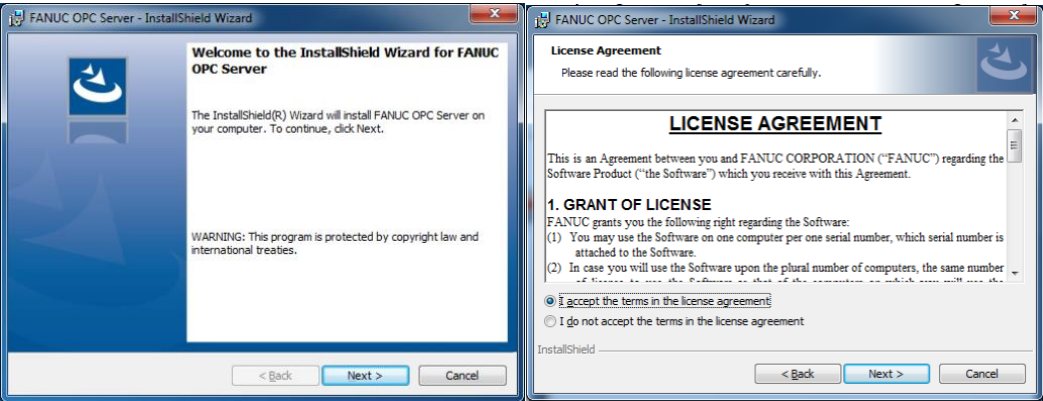 FANUC OPC Server - InstallShield Wizard
Welcome to the InstallShield Wizard for FANUC
OPC Server
The InstallShield(R) Wizard will install FANUC OPC Server on
your computer. To continue, click Next.
WARNING: This program is protected by copyright law and
international treaties.
< Back
Next >
Cancel
FANUC OPC Server - InstallShield Wizard
License Agreement
Please read the following license agreement carefully.
LICENSE AGREEMENT
This is an Agreement between you and FANUC CORPORATION (“FANUC”) regarding the
Software Product (“the Software”) which you receive with this Agreement.
1. GRANT OF LICENSE
FANUC grants you the following right regarding the Software:
(1) You may use the Software on one computer per one serial number, which serial number is
attached to the Software.
(2) In case you will use the Software upon the plural number of computers, the same number
I accept the terms in the license agreement
I do not accept the terms in the license agreement
InstallShield
< Back
Next >
Cancel